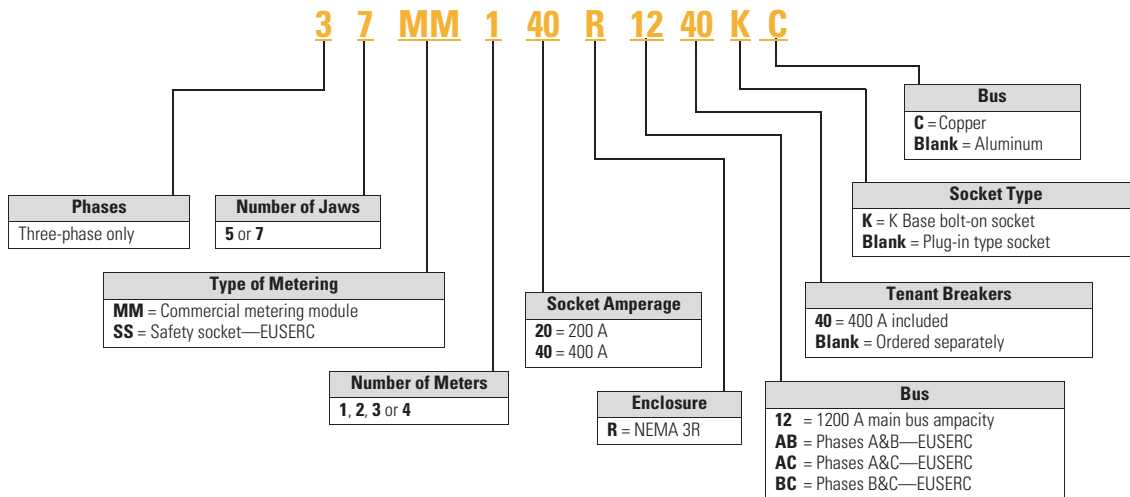 3 7 MM 1 40 R 12 40 K C
Bus
C = Copper
Blank = Aluminum
Phases
Three-phase only
Number of Jaws
5 or 7
Socket Type
K = K Base bolt-on socket
Blank = Plug-in type socket
Type of Metering
MM = Commercial metering module
SS = Safety socket—EUSERC
Socket Amperage
20 = 200 A
40 = 400 A
Tenant Breakers
40 = 400 A included
Blank = Ordered separately
Number of Meters
1, 2, 3 or 4
Enclosure
R = NEMA 3R
Bus
12 = 1200 A main bus ampacity
AB = Phases A&B—EUSERC
AC = Phases A&C—EUSERC
BC = Phases B&C—EUSERC